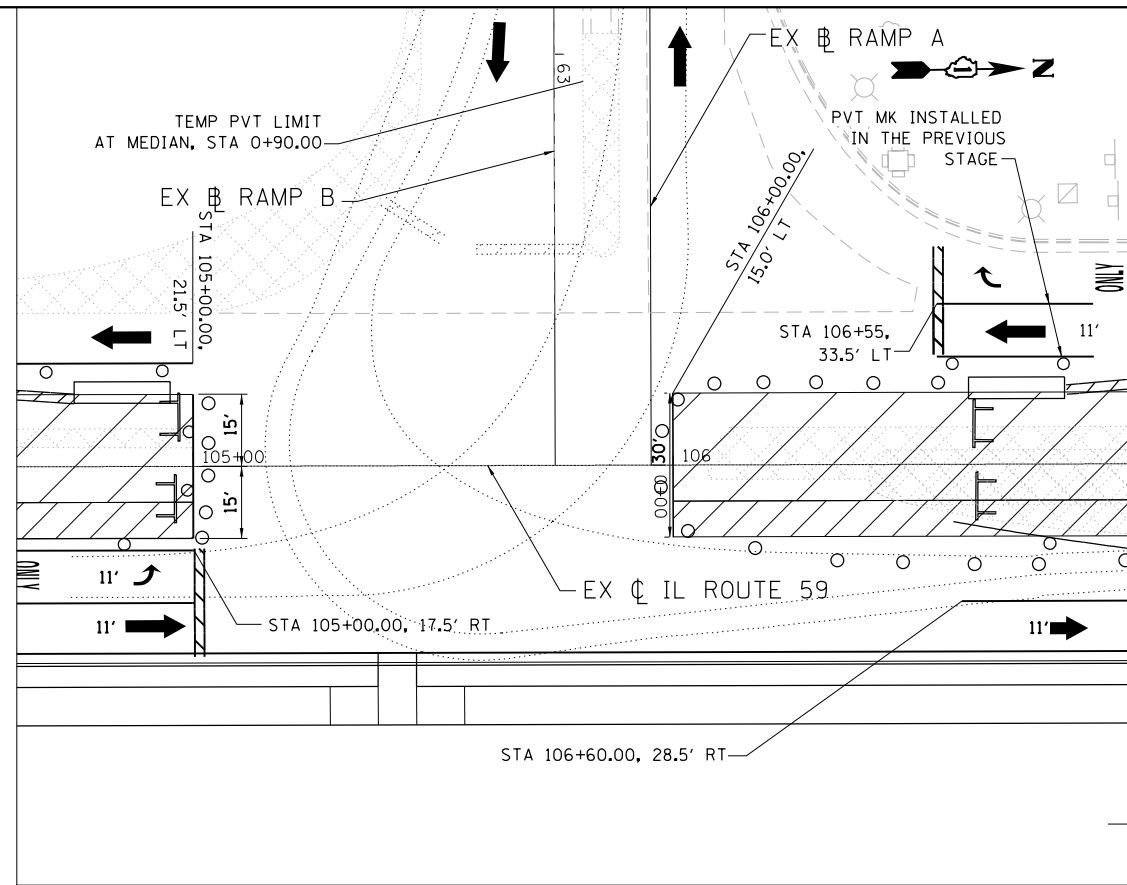 EX ℄ RAMP A
63
N
TEMP PVT LIMIT
AT MEDIAN, STA 0+90.00
PVT MK INSTALLED
IN THE PREVIOUS
STAGE
EX ℄ RAMP B
STA 105+00.00,
21.5' LT
STA 106+00.00,
15.0' LT
ONLY
STA 106+55,
33.5' LT
11'
15'
15'
105+00
30'
106
0+00
EX ℄ IL ROUTE 59
ONLY
11'
11'
STA 105+00.00, 17.5' RT
11'
STA 106+60.00, 28.5' RT